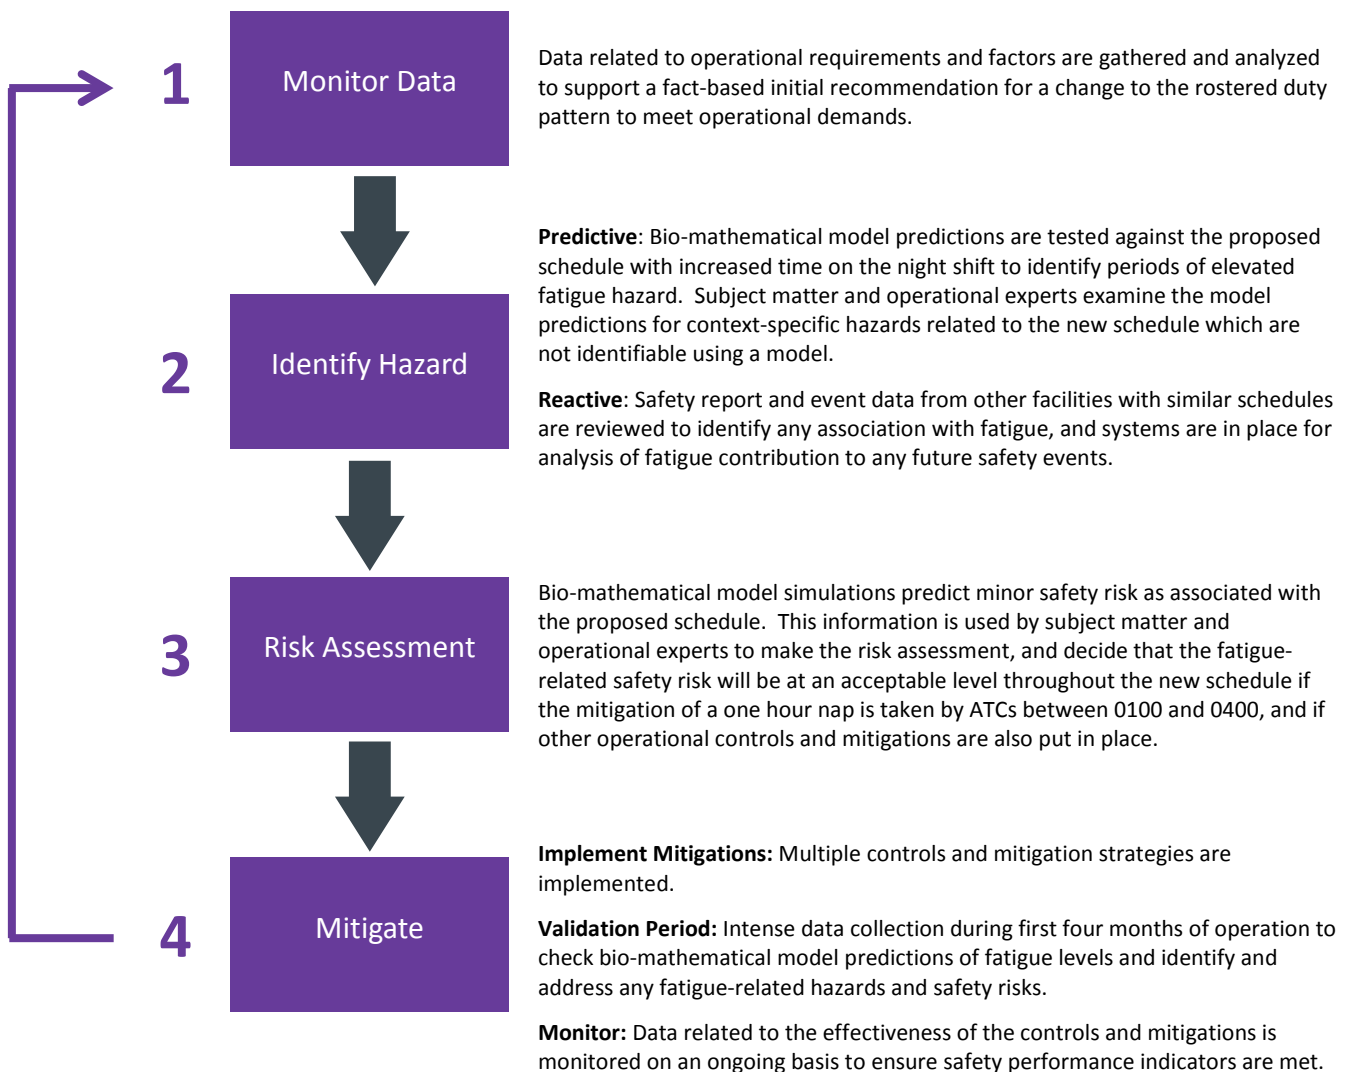 1
Monitor Data
Data related to operational requirements and factors are gathered and analyzed
to support a fact-based initial recommendation for a change to the rostered duty
pattern to meet operational demands.
2
Identify Hazard
Predictive: Bio-mathematical model predictions are tested against the proposed
schedule with increased time on the night shift to identify periods of elevated
fatigue hazard.  Subject matter and operational experts examine the model
predictions for context-specific hazards related to the new schedule which are
not identifiable using a model.
Reactive: Safety report and event data from other facilities with similar schedules
are reviewed to identify any association with fatigue, and systems are in place for
analysis of fatigue contribution to any future safety events.
3
Risk Assessment
Bio-mathematical model simulations predict minor safety risk as associated with
the proposed schedule.  This information is used by subject matter and
operational experts to make the risk assessment, and decide that the fatigue-
related safety risk will be at an acceptable level throughout the new schedule if
the mitigation of a one hour nap is taken by ATCs between 0100 and 0400, and if
other operational controls and mitigations are also put in place.
4
Mitigate
Implement Mitigations: Multiple controls and mitigation strategies are
implemented.
Validation Period: Intense data collection during first four months of operation to
check bio-mathematical model predictions of fatigue levels and identify and
address any fatigue-related hazards and safety risks.
Monitor: Data related to the effectiveness of the controls and mitigations is
monitored on an ongoing basis to ensure safety performance indicators are met.